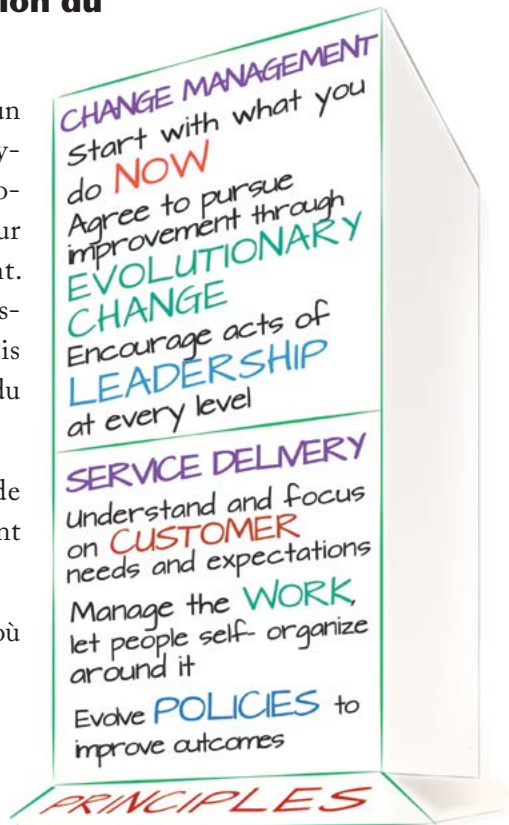 ion du
un
y-
o-
ur
nt.
s-
is
du
de
nt
où
CHANGE MANAGEMENT
Start with what you
do NOW
Agree to pursue
improvement through
EVOLUTIONARY
CHANGE
Encourage acts of
LEADERSHIP
at every level
SERVICE DELIVERY
Understand and focus
on CUSTOMER
needs and expectations
Manage the WORK,
let people self- organize
around it
Evolve POLICIES to
improve outcomes
PRINCIPLES